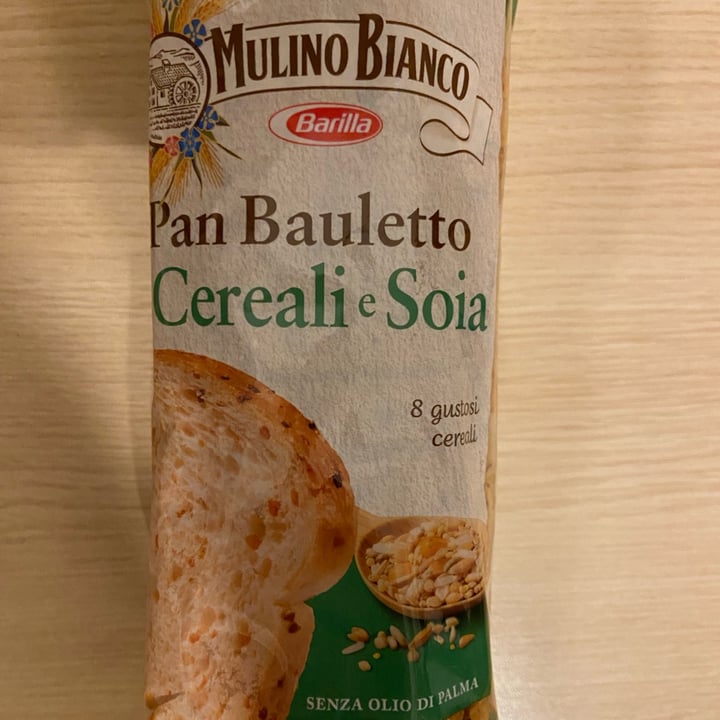 MULINO BIANCO
Barilla
Pan Bauletto
Cereali e Soia
8 gustosi
cereali
SENZA OLIO DI PALMA